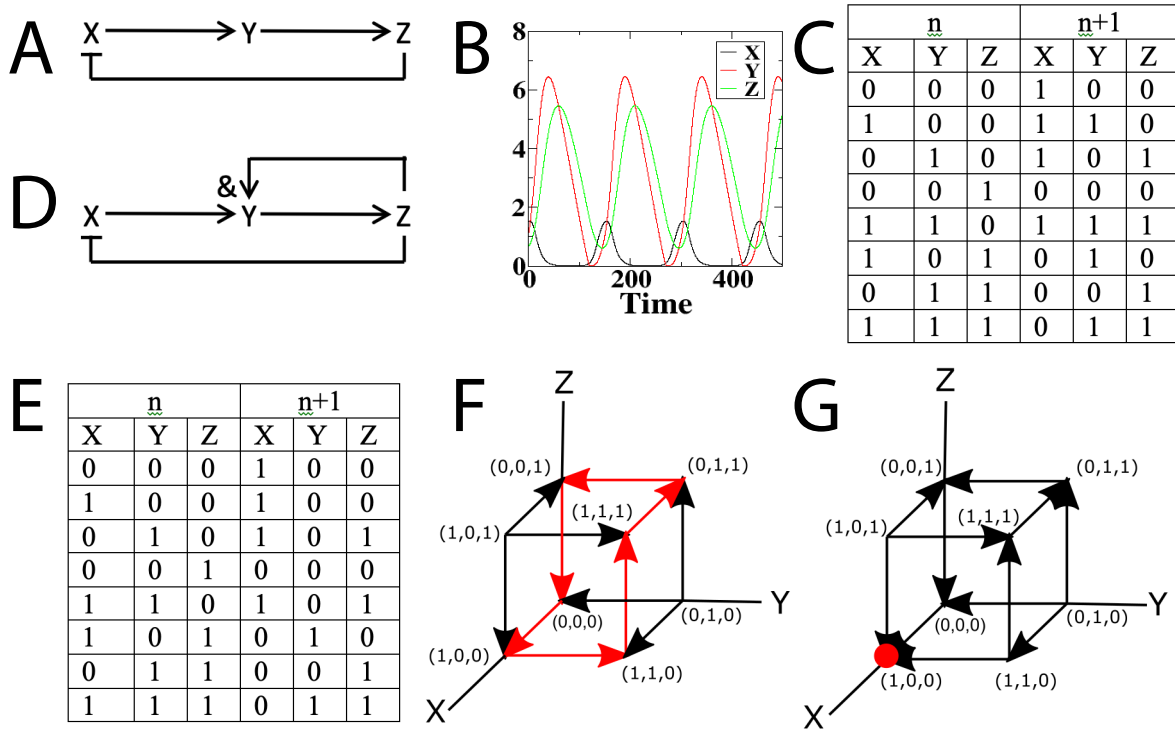 A
X Y Z
B
8
6
4
2
0
0 200 400
Time
X
Y
Z
C
n n+1
X Y Z X Y Z
0 0 0 1 0 0
1 0 0 1 1 0
0 1 0 1 0 1
0 0 1 0 0 0
1 1 0 1 1 1
1 0 1 0 1 0
0 1 1 0 0 1
1 1 1 0 1 1
D
&
X Y Z
E
n n+1
X Y Z X Y Z
0 0 0 1 0 0
1 0 0 1 0 0
0 1 0 1 0 1
0 0 1 0 0 0
1 1 0 1 0 1
1 0 1 0 1 0
0 1 1 0 0 1
1 1 1 0 1 1
F
Z
(0,0,1) (0,1,1)
(1,0,1) (1,1,1)
Y
(0,0,0) (0,1,0)
(1,0,0) (1,1,0)
X
G
Z
(0,0,1) (0,1,1)
(1,0,1) (1,1,1)
Y
(0,0,0) (0,1,0)
(1,0,0) (1,1,0)
X